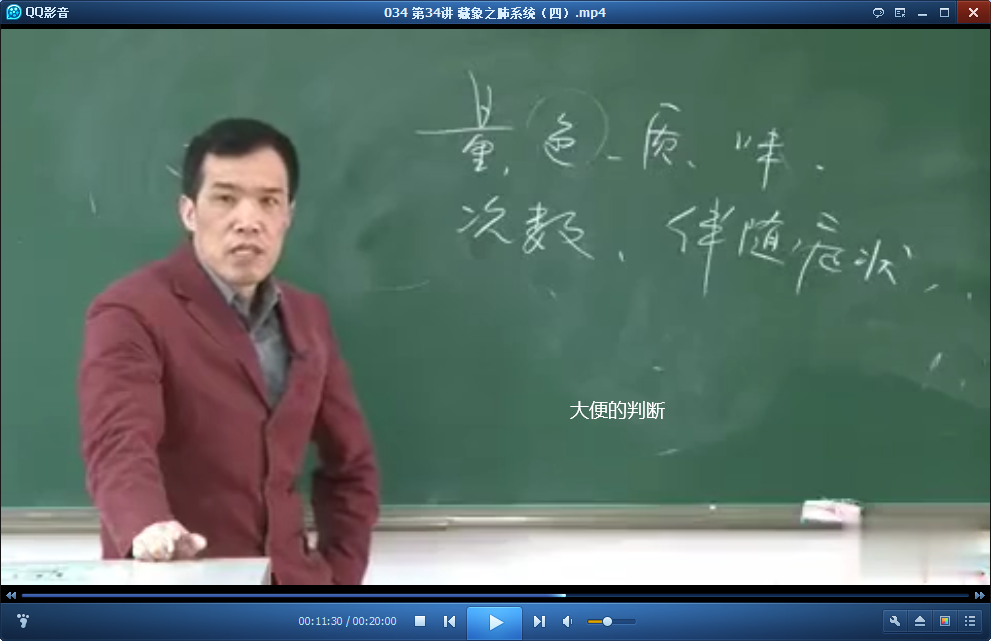 QQ影音
034 第34讲 藏象之肺系统（四）.mp4
量, 色、质、味.
次数、伴随症状
大便的判断
00:11:30 / 00:20:00